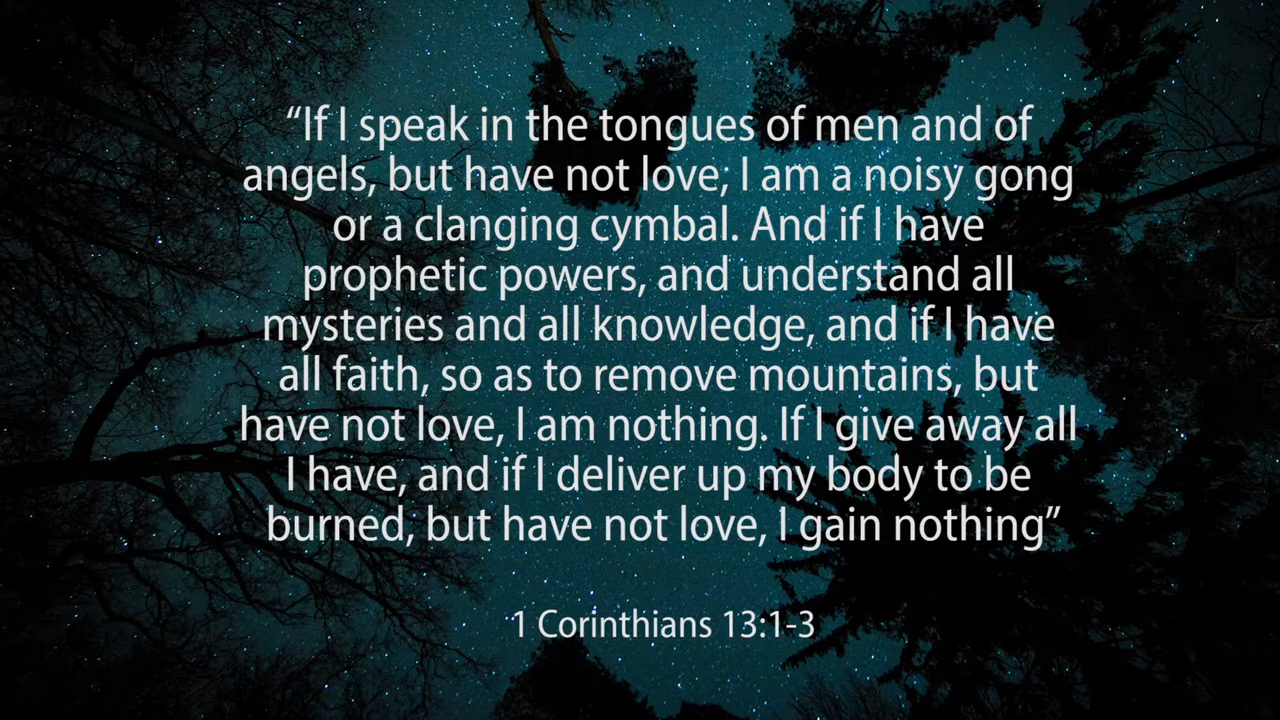 “If I speak in the tongues of men and of
angels, but have not love, I am a noisy gong
or a clanging cymbal. And if I have
prophetic powers, and understand all
mysteries and all knowledge, and if I have
all faith, so as to remove mountains, but
have not love, I am nothing. If I give away all
I have, and if I deliver up my body to be
burned, but have not love, I gain nothing”
1 Corinthians 13:1-3